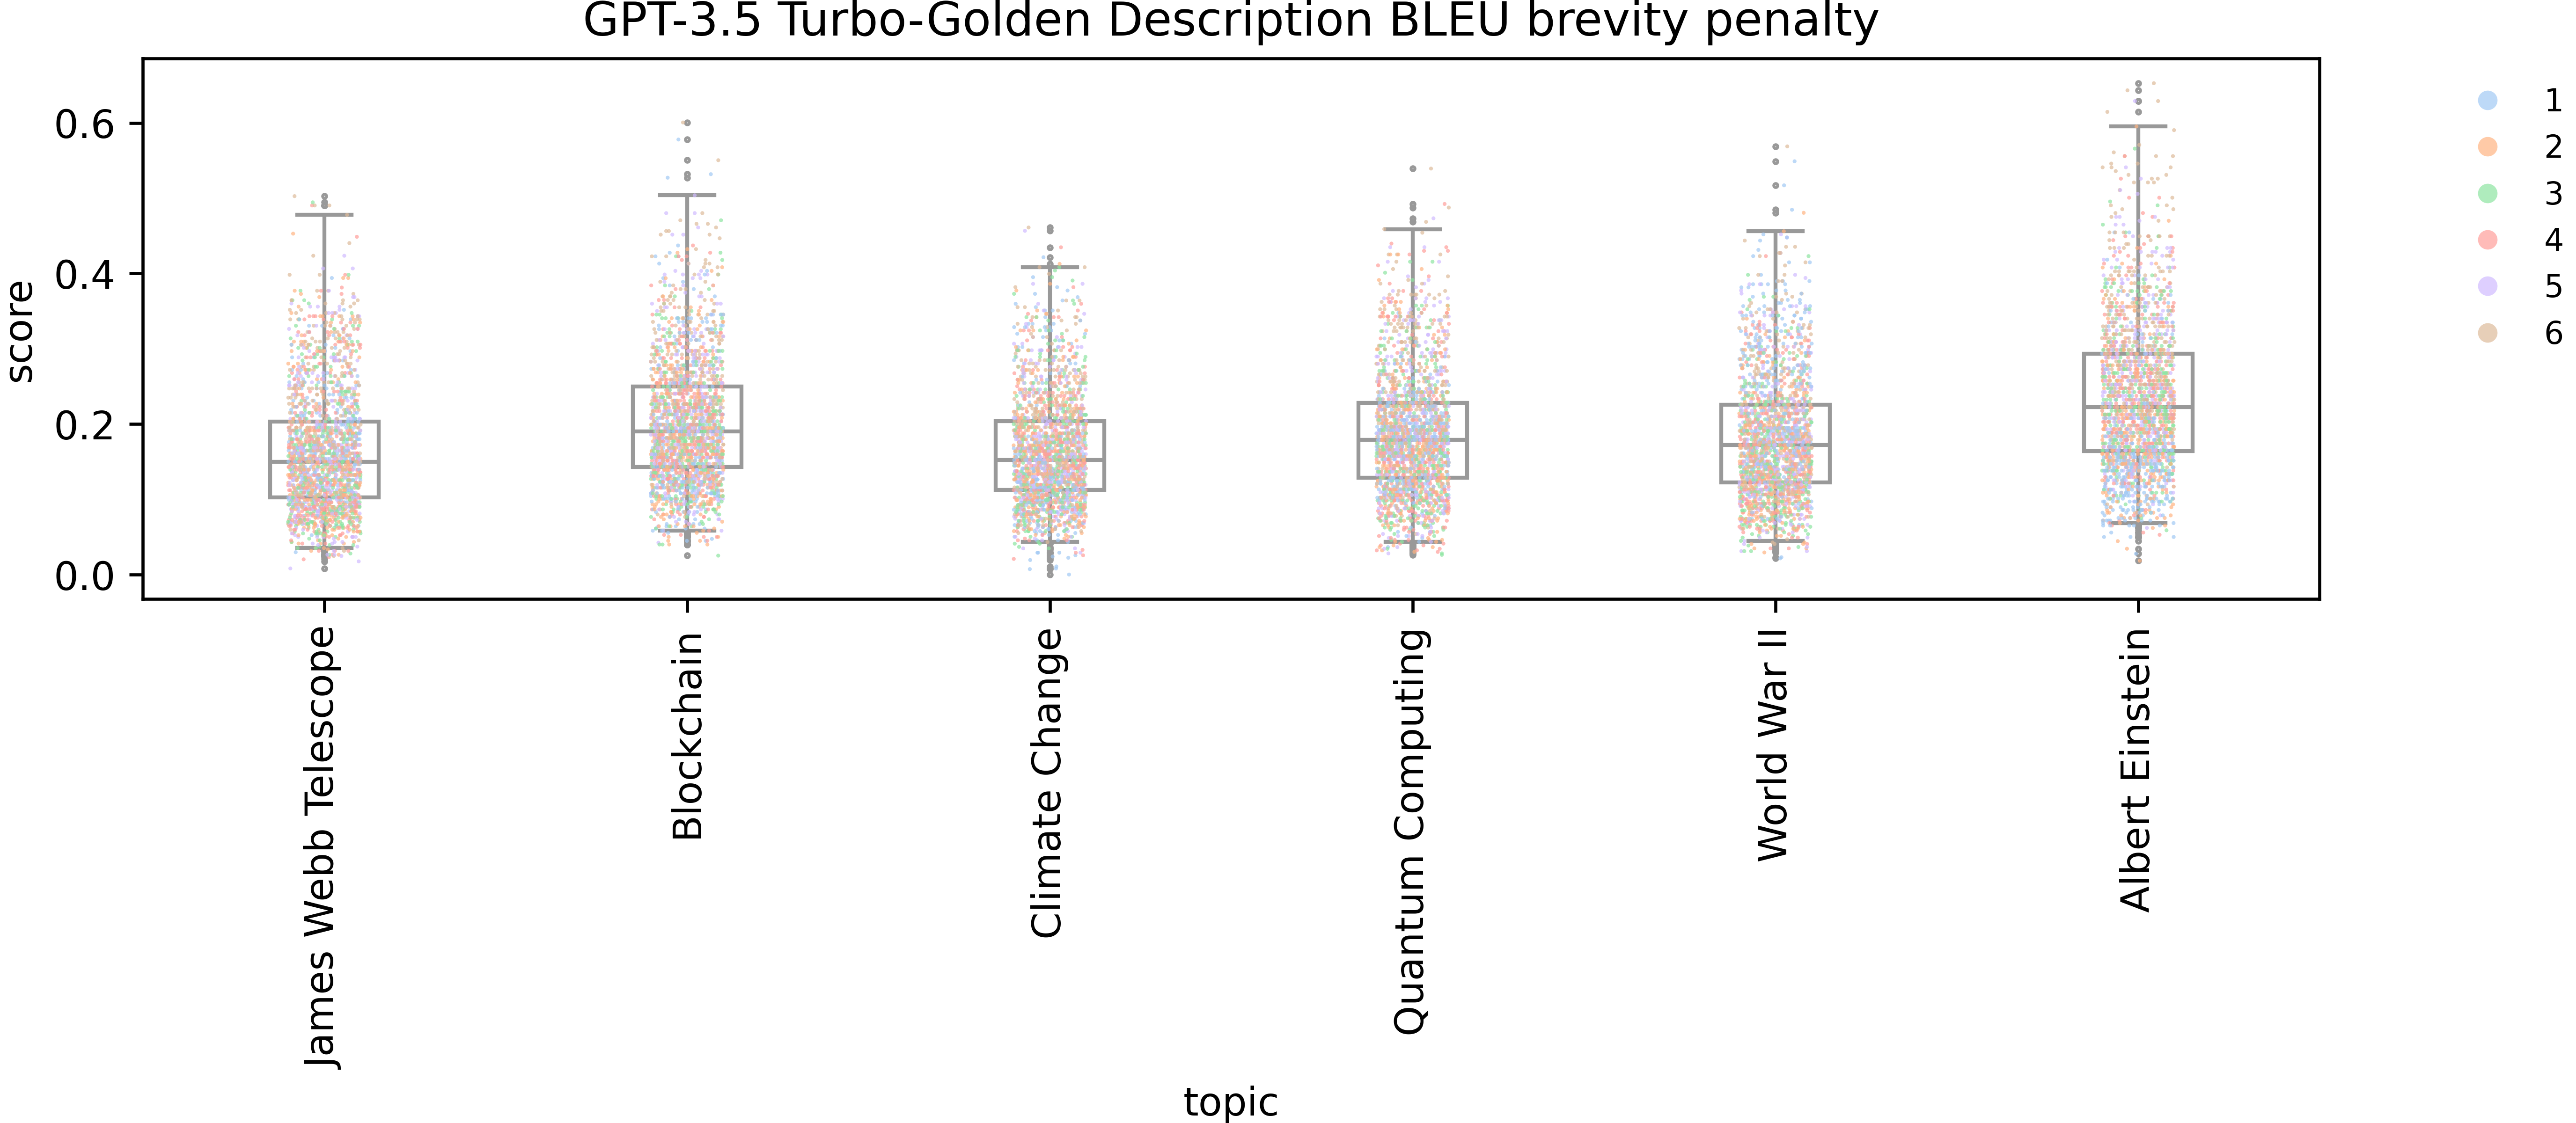 GPT-3.5 Turbo-Golden Description BLEU brevity penalty
score
0.6
0.4
0.2
0.0
James Webb Telescope
Blockchain
Climate Change
Quantum Computing
World War II
Albert Einstein
topic
1
2
3
4
5
6